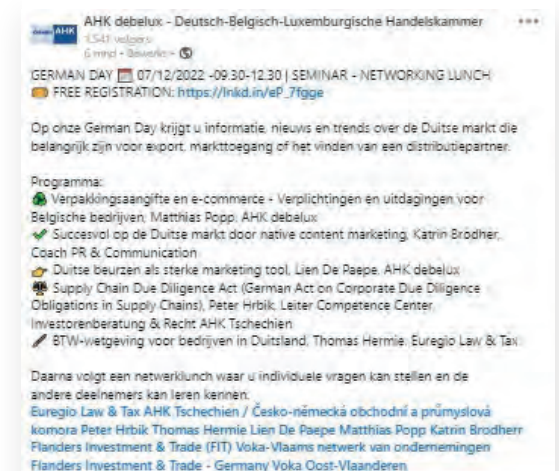 AHK debelux - Deutsch-Belgisch-Luxemburgische Handelskammer
AHK
1,541 volgers
6 mnd • Bewerkt •
GERMAN DAY 07/12/2022 -09.30-12.30 | SEMINAR - NETWORKING LUNCH
FREE REGISTRATION: https://lnkd.in/eP_7fgge
Op onze German Day krijgt u informatie, nieuws en trends over de Duitse markt die
belangrijk zijn voor export, markttoegang of het vinden van een distributiepartner.
Programma:
Verpakkingsaangifte en e-commerce - Verplichtingen en uitdagingen voor
Belgische bedrijven, Matthias Popp, AHK debelux
Succesvol op de Duitse markt door native content marketing, Katrin Brodherr,
Coach PR & Communication
Duitse beurzen als sterke marketing tool, Lien De Paepe, AHK debelux
Supply Chain Due Diligence Act (German Act on Corporate Due Diligence
Obligations in Supply Chains), Peter Hrbik, Leiter Competence Center,
Investorenberatung & Recht AHK Tschechien
BTW-wetgeving voor bedrijven in Duitsland, Thomas Hermie, Euregio Law & Tax
Daarna volgt een netwerklunch waar u individuele vragen kan stellen en de
andere deelnemers kan leren kennen.
Euregio Law & Tax AHK Tschechien / Česko-německá obchodní a průmyslová
komora Peter Hrbik Thomas Hermie Lien De Paepe Matthias Popp Katrin Brodherr
Flanders Investment & Trade (FIT) Voka-Vlaams netwerk van ondernemingen
Flanders Investment & Trade - Germany Voka Oost-Vlaanderen